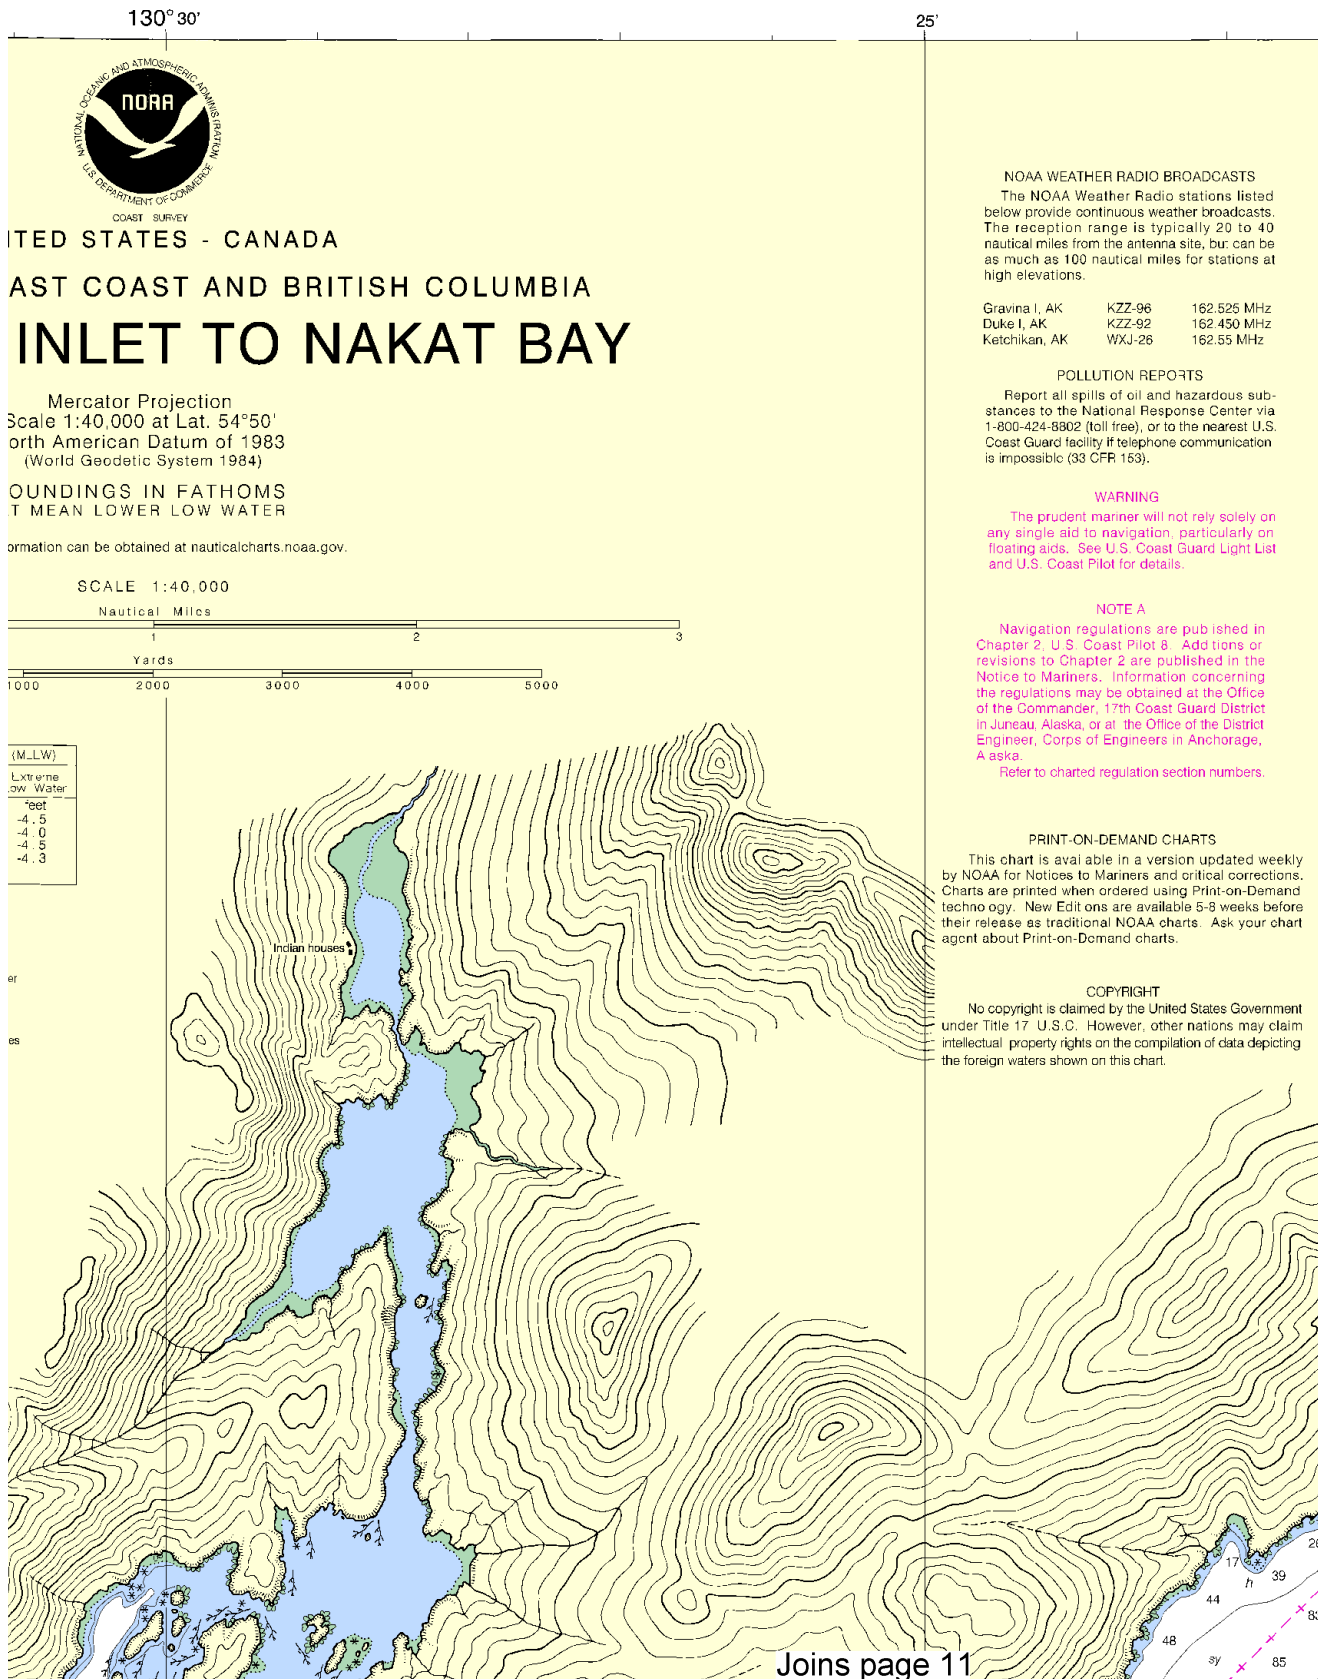 130° 30'
25'
NATIONAL OCEANIC AND ATMOSPHERIC ADMINISTRATION
U.S. DEPARTMENT OF COMMERCE
NOAA
COAST SURVEY
ITED STATES - CANADA
AST COAST AND BRITISH COLUMBIA
INLET TO NAKAT BAY
Mercator Projection
Scale 1:40,000 at Lat. 54°50'
orth American Datum of 1983
(World Geodetic System 1984)
OUNDINGS IN FATHOMS
T MEAN LOWER LOW WATER
ormation can be obtained at nauticalcharts.noaa.gov.
SCALE 1:40,000
Nautical Miles
1 2 3
Yards
1000 2000 3000 4000 5000
(MLLW)
Extreme
ow Water
feet
-4.5
-4.0
-4.5
-4.3
er
es
Indian houses
NOAA WEATHER RADIO BROADCASTS
The NOAA Weather Radio stations listed
below provide continuous weather broadcasts.
The reception range is typically 20 to 40
nautical miles from the antenna site, but can be
as much as 100 nautical miles for stations at
high elevations.
Gravina I, AK KZZ-96 162.525 MHz
Duke I, AK KZZ-92 162.450 MHz
Ketchikan, AK WXJ-26 162.55 MHz
POLLUTION REPORTS
Report all spills of oil and hazardous sub-
stances to the National Response Center via
1-800-424-8802 (toll free), or to the nearest U.S.
Coast Guard facility if telephone communication
is impossible (33 CFR 153).
WARNING
The prudent mariner will not rely solely on
any single aid to navigation, particularly on
floating aids. See U.S. Coast Guard Light List
and U.S. Coast Pilot for details.
NOTE A
Navigation regulations are pub ished in
Chapter 2, U.S. Coast Pilot 8. Add tions or
revisions to Chapter 2 are published in the
Notice to Mariners. Information concerning
the regulations may be obtained at the Office
of the Commander, 17th Coast Guard District
in Juneau, Alaska, or at the Office of the District
Engineer, Corps of Engineers in Anchorage,
A aska.
Refer to charted regulation section numbers.
PRINT-ON-DEMAND CHARTS
This chart is avai able in a version updated weekly
by NOAA for Notices to Mariners and critical corrections.
Charts are printed when ordered using Print-on-Demand
techno ogy. New Edit ons are available 5-8 weeks before
their release as traditional NOAA charts. Ask your chart
agent about Print-on-Demand charts.
COPYRIGHT
No copyright is claimed by the United States Government
under Title 17 U.S.C. However, other nations may claim
intellectual property rights on the compilation of data depicting
the foreign waters shown on this chart.
17
h
39
44
48
sy
85
Joins page 11